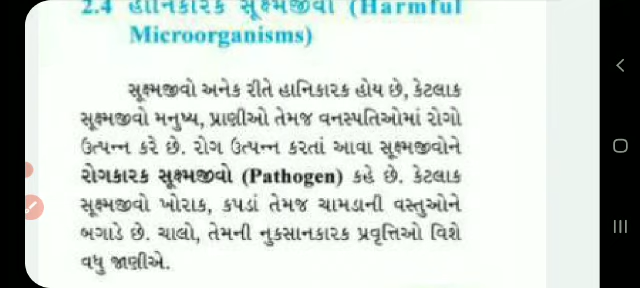 2.4 હાનિકારક સૂક્ષ્મજીવો (Harmful
Microorganisms)
સૂક્ષ્મજીવો અનેક રીતે હાનિકારક હોય છે, કેટલાક
સૂક્ષ્મજીવો મનુષ્ય, પ્રાણીઓ તેમજ વનસ્પતિઓમાં રોગો
ઉત્પન્ન કરે છે. રોગ ઉત્પન્ન કરતાં આવા સૂક્ષ્મજીવોને
રોગકારક સૂક્ષ્મજીવો (Pathogen) કહે છે. કેટલાક
સૂક્ષ્મજીવો ખોરાક, કપડાં તેમજ ચામડાની વસ્તુઓને
બગાડે છે. ચાલો, તેમની નુકસાનકારક પ્રવૃત્તિઓ વિશે
વધુ જાણીએ.